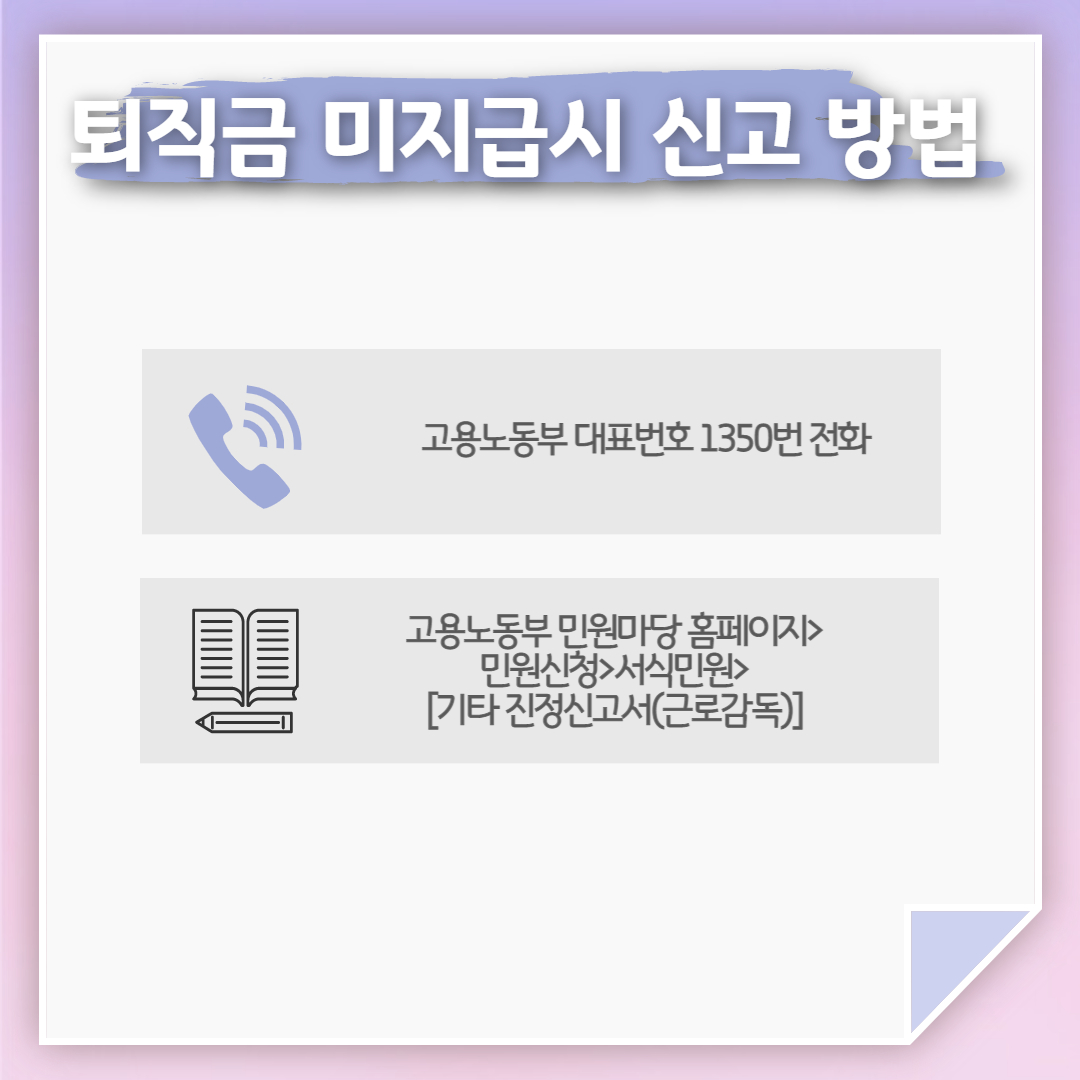 퇴직금 미지급시 신고 방법
고용노동부 대표번호 1350번 전화
고용노동부 민원마당 홈페이지>
민원신청>서식민원>
[기타 진정신고서(근로감독)]